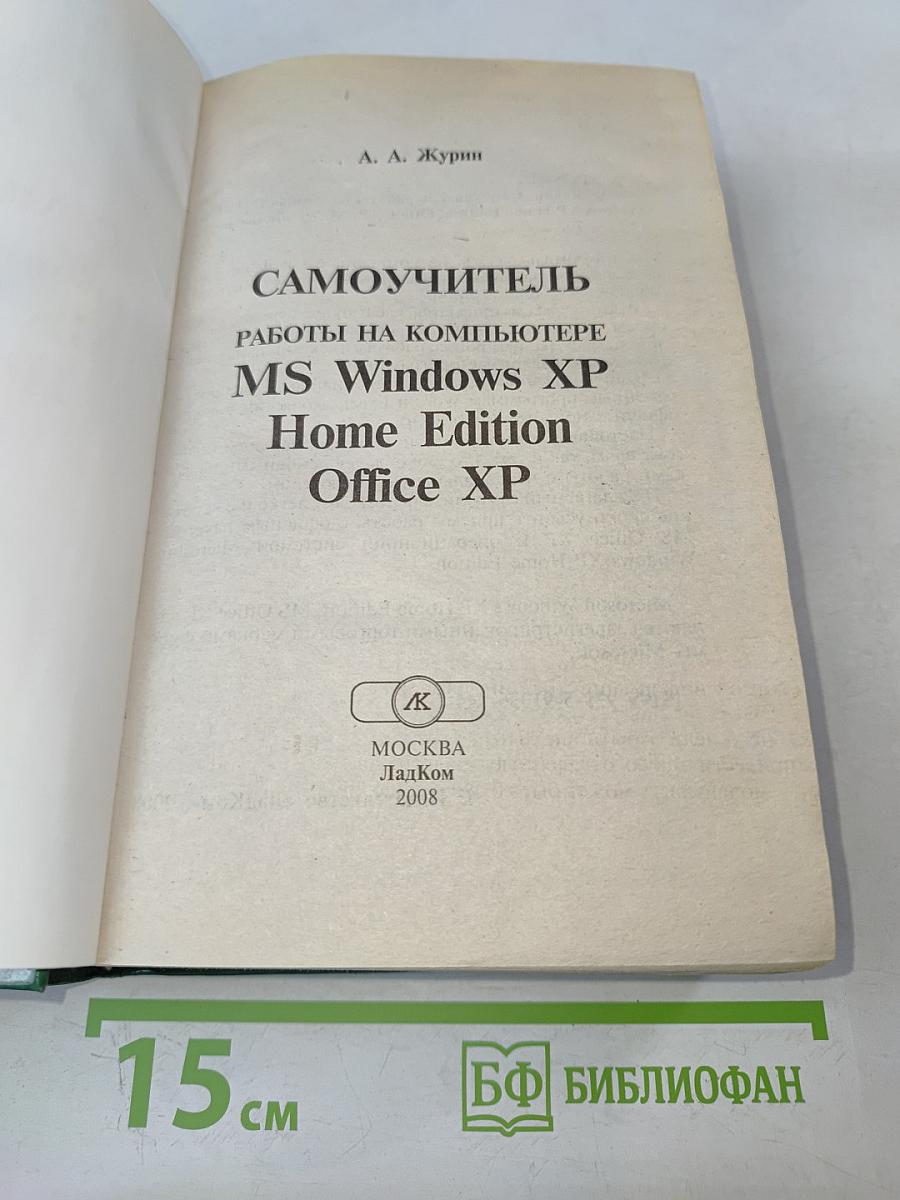 А. А. Журин
САМОУЧИТЕЛЬ
РАБОТЫ НА КОМПЬЮТЕРЕ
MS Windows XP
Home Edition
Office XP
ЛК
МОСКВА
ЛадКом
2008
15 см
БФ БИБЛИОФАН